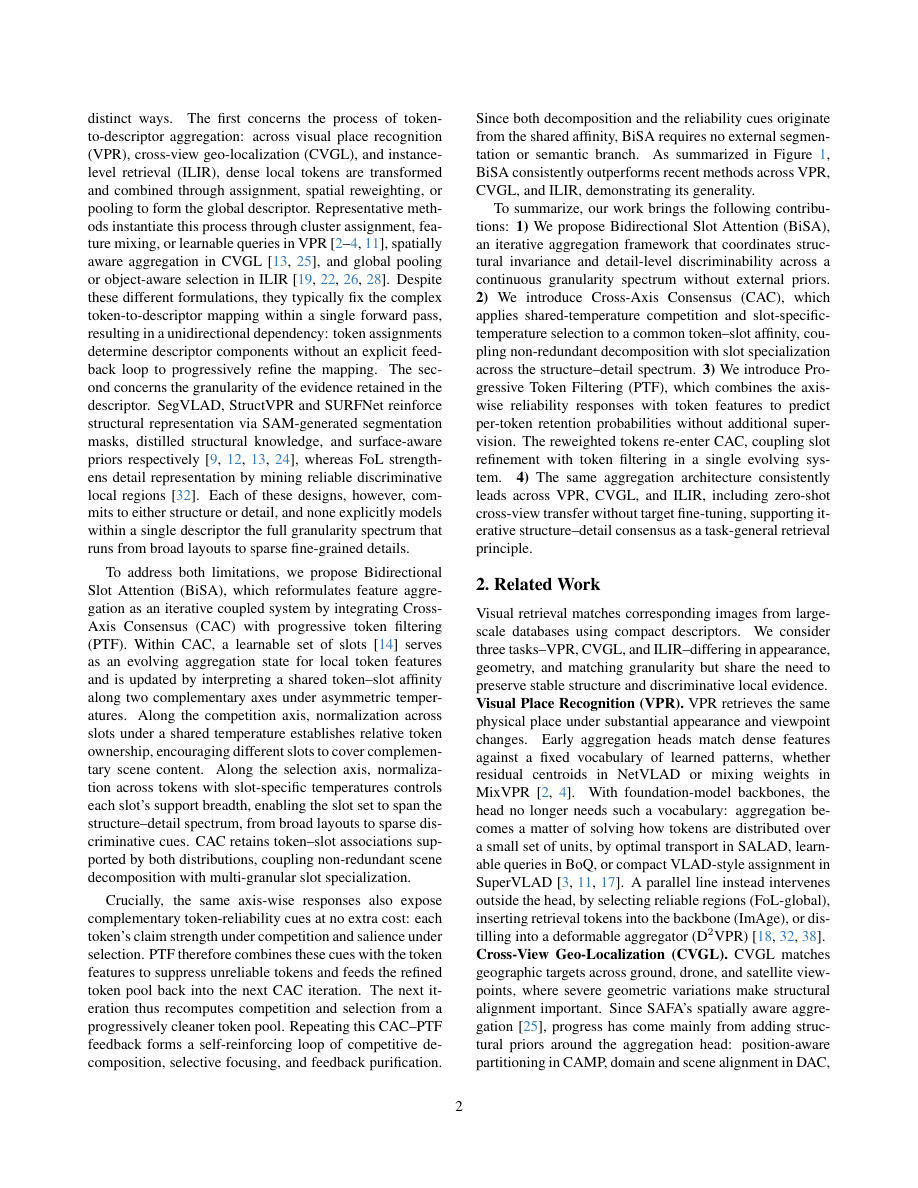 distinct ways. The first concerns the process of token-
to-descriptor aggregation: across visual place recognition
(VPR), cross-view geo-localization (CVGL), and instance-
level retrieval (ILIR), dense local tokens are transformed
and combined through assignment, spatial reweighting, or
pooling to form the global descriptor. Representative meth-
ods instantiate this process through cluster assignment, fea-
ture mixing, or learnable queries in VPR [2–4, 11], spatially
aware aggregation in CVGL [13, 25], and global pooling
or object-aware selection in ILIR [19, 22, 26, 28]. Despite
these different formulations, they typically fix the complex
token-to-descriptor mapping within a single forward pass,
resulting in a unidirectional dependency: token assignments
determine descriptor components without an explicit feed-
back loop to progressively refine the mapping. The sec-
ond concerns the granularity of the evidence retained in the
descriptor. SegVLAD, StructVPR and SURFNet reinforce
structural representation via SAM-generated segmentation
masks, distilled structural knowledge, and surface-aware
priors respectively [9, 12, 13, 24], whereas FoL strength-
ens detail representation by mining reliable discriminative
local regions [32]. Each of these designs, however, com-
mits to either structure or detail, and none explicitly models
within a single descriptor the full granularity spectrum that
runs from broad layouts to sparse fine-grained details.
To address both limitations, we propose Bidirectional
Slot Attention (BiSA), which reformulates feature aggre-
gation as an iterative coupled system by integrating Cross-
Axis Consensus (CAC) with progressive token filtering
(PTF). Within CAC, a learnable set of slots [14] serves
as an evolving aggregation state for local token features
and is updated by interpreting a shared token–slot affinity
along two complementary axes under asymmetric temper-
atures. Along the competition axis, normalization across
slots under a shared temperature establishes relative token
ownership, encouraging different slots to cover complemen-
tary scene content. Along the selection axis, normaliza-
tion across tokens with slot-specific temperatures controls
each slot's support breadth, enabling the slot set to span the
structure–detail spectrum, from broad layouts to sparse dis-
criminative cues. CAC retains token–slot associations sup-
ported by both distributions, coupling non-redundant scene
decomposition with multi-granular slot specialization.
Crucially, the same axis-wise responses also expose
complementary token-reliability cues at no extra cost: each
token's claim strength under competition and salience under
selection. PTF therefore combines these cues with the token
features to suppress unreliable tokens and feeds the refined
token pool back into the next CAC iteration. The next it-
eration thus recomputes competition and selection from a
progressively cleaner token pool. Repeating this CAC–PTF
feedback forms a self-reinforcing loop of competitive de-
composition, selective focusing, and feedback purification.
Since both decomposition and the reliability cues originate
from the shared affinity, BiSA requires no external segmen-
tation or semantic branch. As summarized in Figure 1,
BiSA consistently outperforms recent methods across VPR,
CVGL, and ILIR, demonstrating its generality.
To summarize, our work brings the following contribu-
tions: 1) We propose Bidirectional Slot Attention (BiSA),
an iterative aggregation framework that coordinates struc-
tural invariance and detail-level discriminability across a
continuous granularity spectrum without external priors.
2) We introduce Cross-Axis Consensus (CAC), which
applies shared-temperature competition and slot-specific-
temperature selection to a common token–slot affinity, cou-
pling non-redundant decomposition with slot specialization
across the structure–detail spectrum. 3) We introduce Pro-
gressive Token Filtering (PTF), which combines the axis-
wise reliability responses with token features to predict
per-token retention probabilities without additional super-
vision. The reweighted tokens re-enter CAC, coupling slot
refinement with token filtering in a single evolving sys-
tem. 4) The same aggregation architecture consistently
leads across VPR, CVGL, and ILIR, including zero-shot
cross-view transfer without target fine-tuning, supporting it-
erative structure–detail consensus as a task-general retrieval
principle.
2. Related Work
Visual retrieval matches corresponding images from large-
scale databases using compact descriptors. We consider
three tasks–VPR, CVGL, and ILIR–differing in appearance,
geometry, and matching granularity but share the need to
preserve stable structure and discriminative local evidence.
Visual Place Recognition (VPR). VPR retrieves the same
physical place under substantial appearance and viewpoint
changes. Early aggregation heads match dense features
against a fixed vocabulary of learned patterns, whether
residual centroids in NetVLAD or mixing weights in
MixVPR [2, 4]. With foundation-model backbones, the
head no longer needs such a vocabulary: aggregation be-
comes a matter of solving how tokens are distributed over
a small set of units, by optimal transport in SALAD, learn-
able queries in BoQ, or compact VLAD-style assignment in
SuperVLAD [3, 11, 17]. A parallel line instead intervenes
outside the head, by selecting reliable regions (FoL-global),
inserting retrieval tokens into the backbone (ImAge), or dis-
tilling into a deformable aggregator (D²VPR) [18, 32, 38].
Cross-View Geo-Localization (CVGL). CVGL matches
geographic targets across ground, drone, and satellite view-
points, where severe geometric variations make structural
alignment important. Since SAFA's spatially aware aggre-
gation [25], progress has come mainly from adding struc-
tural priors around the aggregation head: position-aware
partitioning in CAMP, domain and scene alignment in DAC,
2